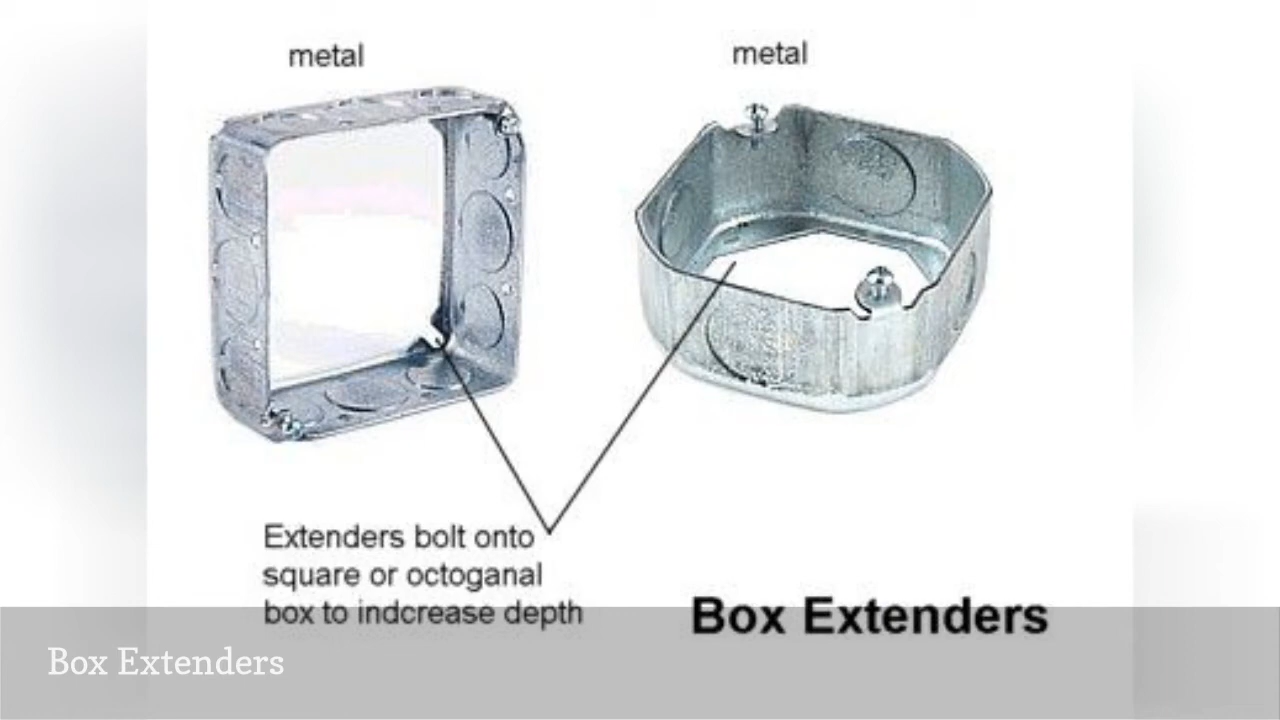 metal
metal
Extenders bolt onto
square or octoganal
box to indcrease depth
Box Extenders
Box Extenders